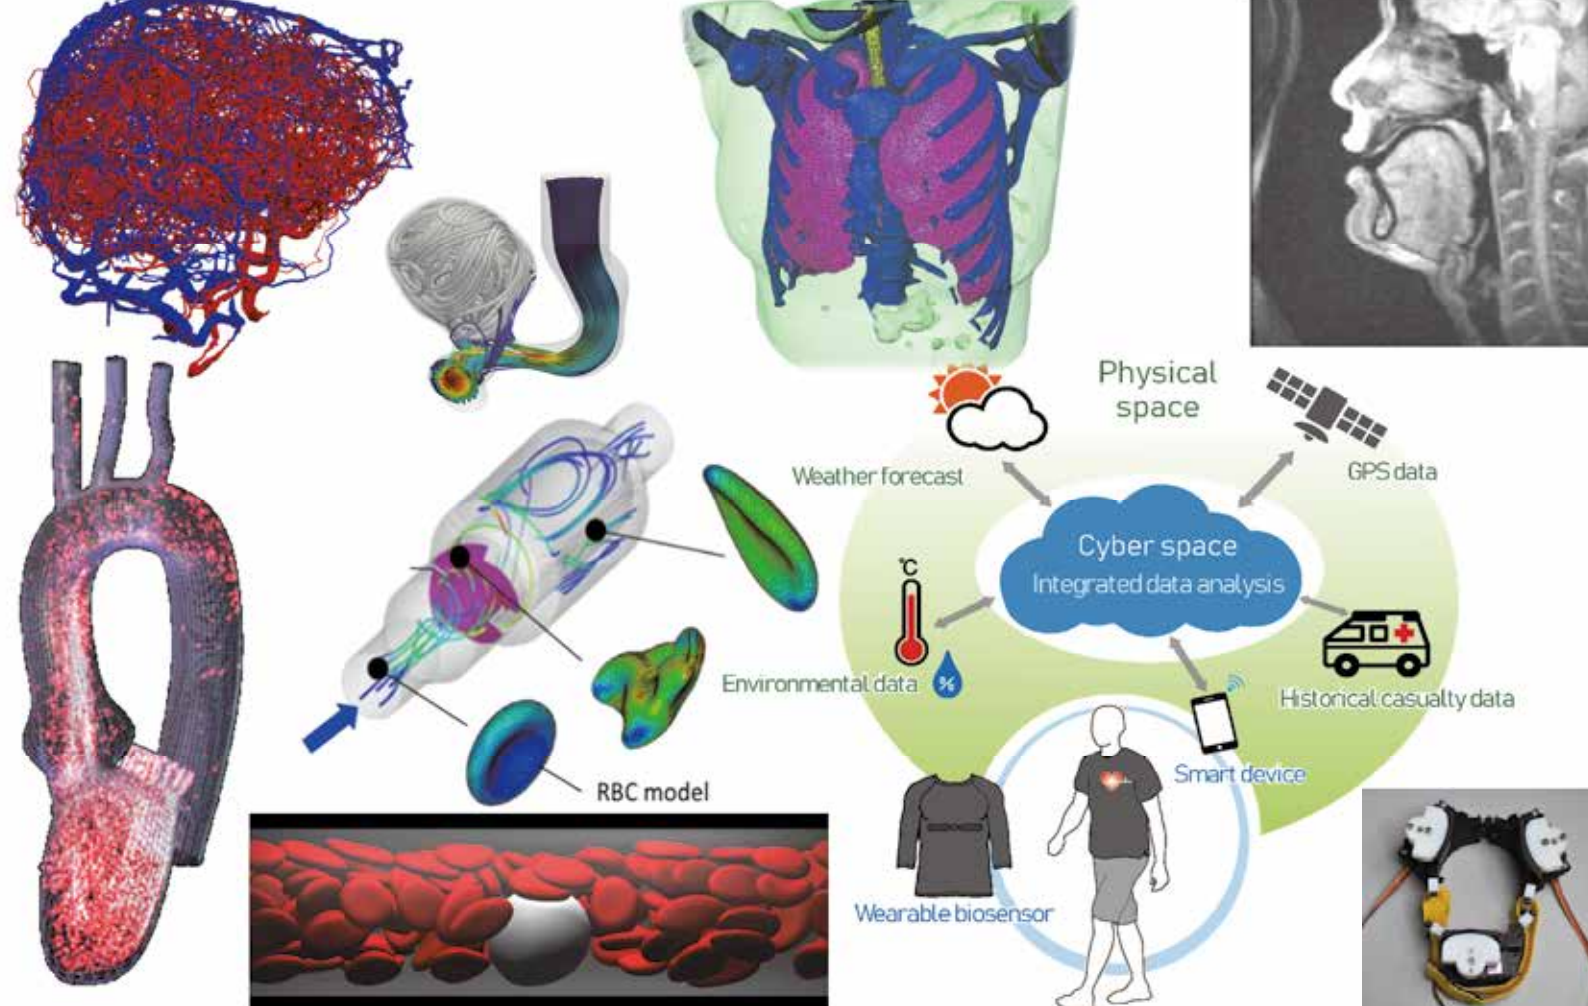 Physical
space
Weather forecast
GPS data
Cyber space
Integrated data analysis
°C
Environmental data
%
Historical casualty data
Smart device
RBC model
Wearable biosensor